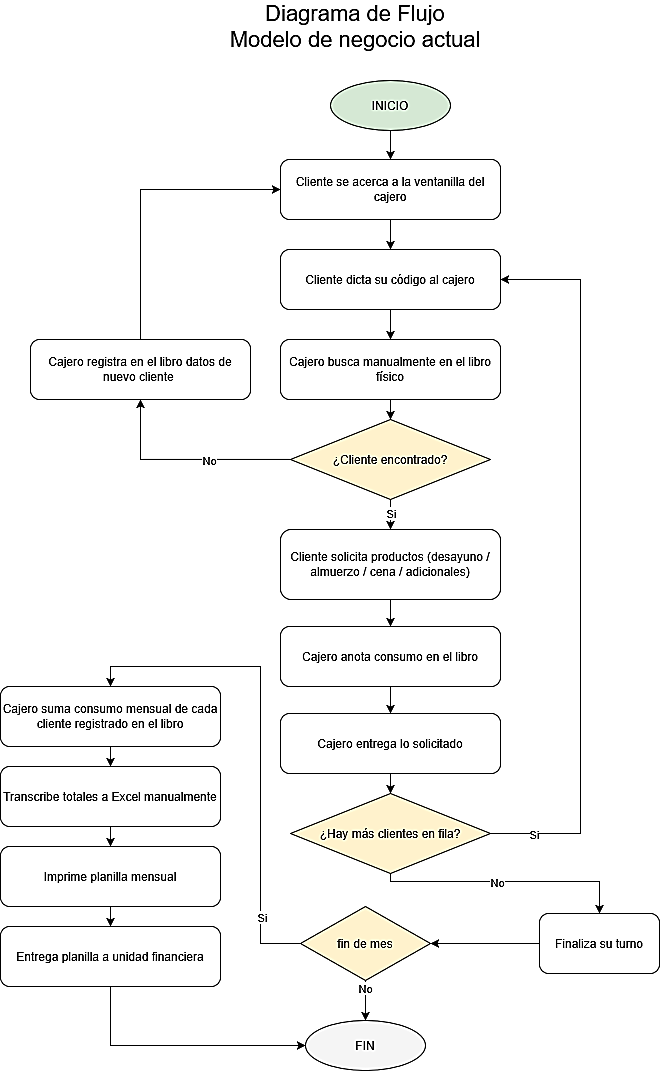 Diagrama de Flujo
Modelo de negocio actual
INICIO
Cliente se acerca a la ventanilla del
cajero
Cliente dicta su código al cajero
Cajero registra en el libro datos de
nuevo cliente
Cajero busca manualmente en el libro
físico
¿Cliente encontrado?
No
Si
Cliente solicita productos (desayuno /
almuerzo / cena / adicionales)
Cajero anota consumo en el libro
Cajero suma consumo mensual de cada
cliente registrado en el libro
Cajero entrega lo solicitado
Transcribe totales a Excel manualmente
¿Hay más clientes en fila?
Si
Imprime planilla mensual
No
Si
fin de mes
Finaliza su turno
Entrega planilla a unidad financiera
No
FIN